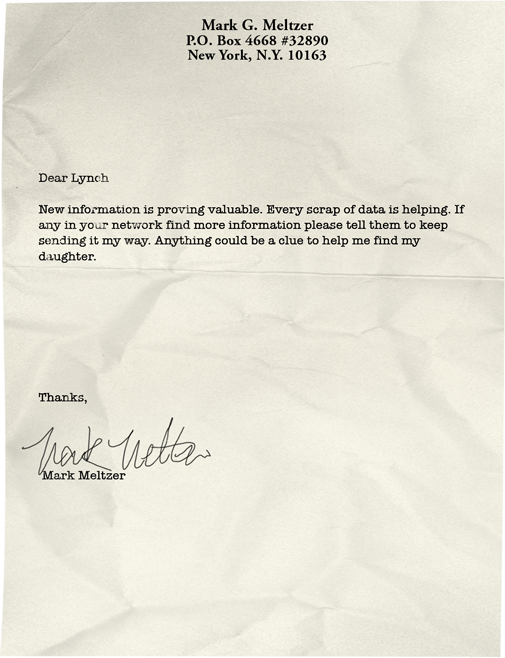 Mark G. Meltzer
P.O. Box 4668 #32890
New York, N.Y. 10163
Dear Lynch
New information is proving valuable. Every scrap of data is helping. If
any in your network find more information please tell them to keep
sending it my way. Anything could be a clue to help me find my
daughter.
Thanks,
Mark Meltzer
Mark Meltzer